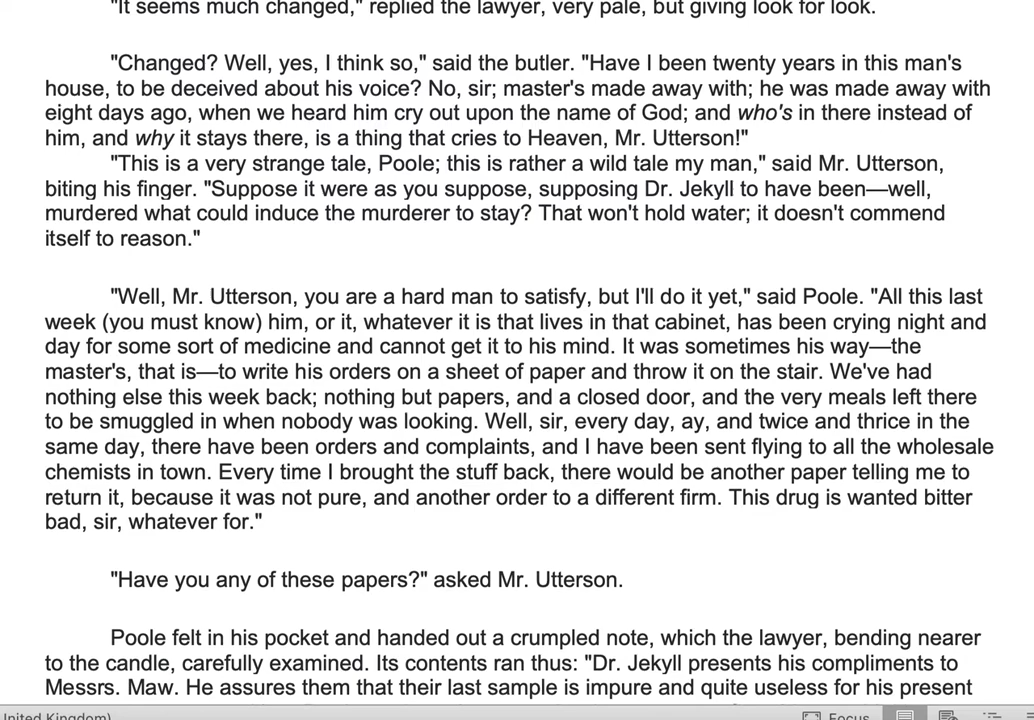 "It seems much changed," replied the lawyer, very pale, but giving look for look.
"Changed? Well, yes, I think so," said the butler. "Have I been twenty years in this man's
house, to be deceived about his voice? No, sir; master's made away with; he was made away with
eight days ago, when we heard him cry out upon the name of God; and who's in there instead of
him, and why it stays there, is a thing that cries to Heaven, Mr. Utterson!"
"This is a very strange tale, Poole; this is rather a wild tale my man," said Mr. Utterson,
biting his finger. "Suppose it were as you suppose, supposing Dr. Jekyll to have been—well,
murdered what could induce the murderer to stay? That won't hold water; it doesn't commend
itself to reason."
"Well, Mr. Utterson, you are a hard man to satisfy, but I'll do it yet," said Poole. "All this last
week (you must know) him, or it, whatever it is that lives in that cabinet, has been crying night and
day for some sort of medicine and cannot get it to his mind. It was sometimes his way—the
master's, that is—to write his orders on a sheet of paper and throw it on the stair. We've had
nothing else this week back; nothing but papers, and a closed door, and the very meals left there
to be smuggled in when nobody was looking. Well, sir, every day, ay, and twice and thrice in the
same day, there have been orders and complaints, and I have been sent flying to all the wholesale
chemists in town. Every time I brought the stuff back, there would be another paper telling me to
return it, because it was not pure, and another order to a different firm. This drug is wanted bitter
bad, sir, whatever for."
"Have you any of these papers?" asked Mr. Utterson.
Poole felt in his pocket and handed out a crumpled note, which the lawyer, bending nearer
to the candle, carefully examined. Its contents ran thus: "Dr. Jekyll presents his compliments to
Messrs. Maw. He assures them that their last sample is impure and quite useless for his present
United Kingdom) Focus